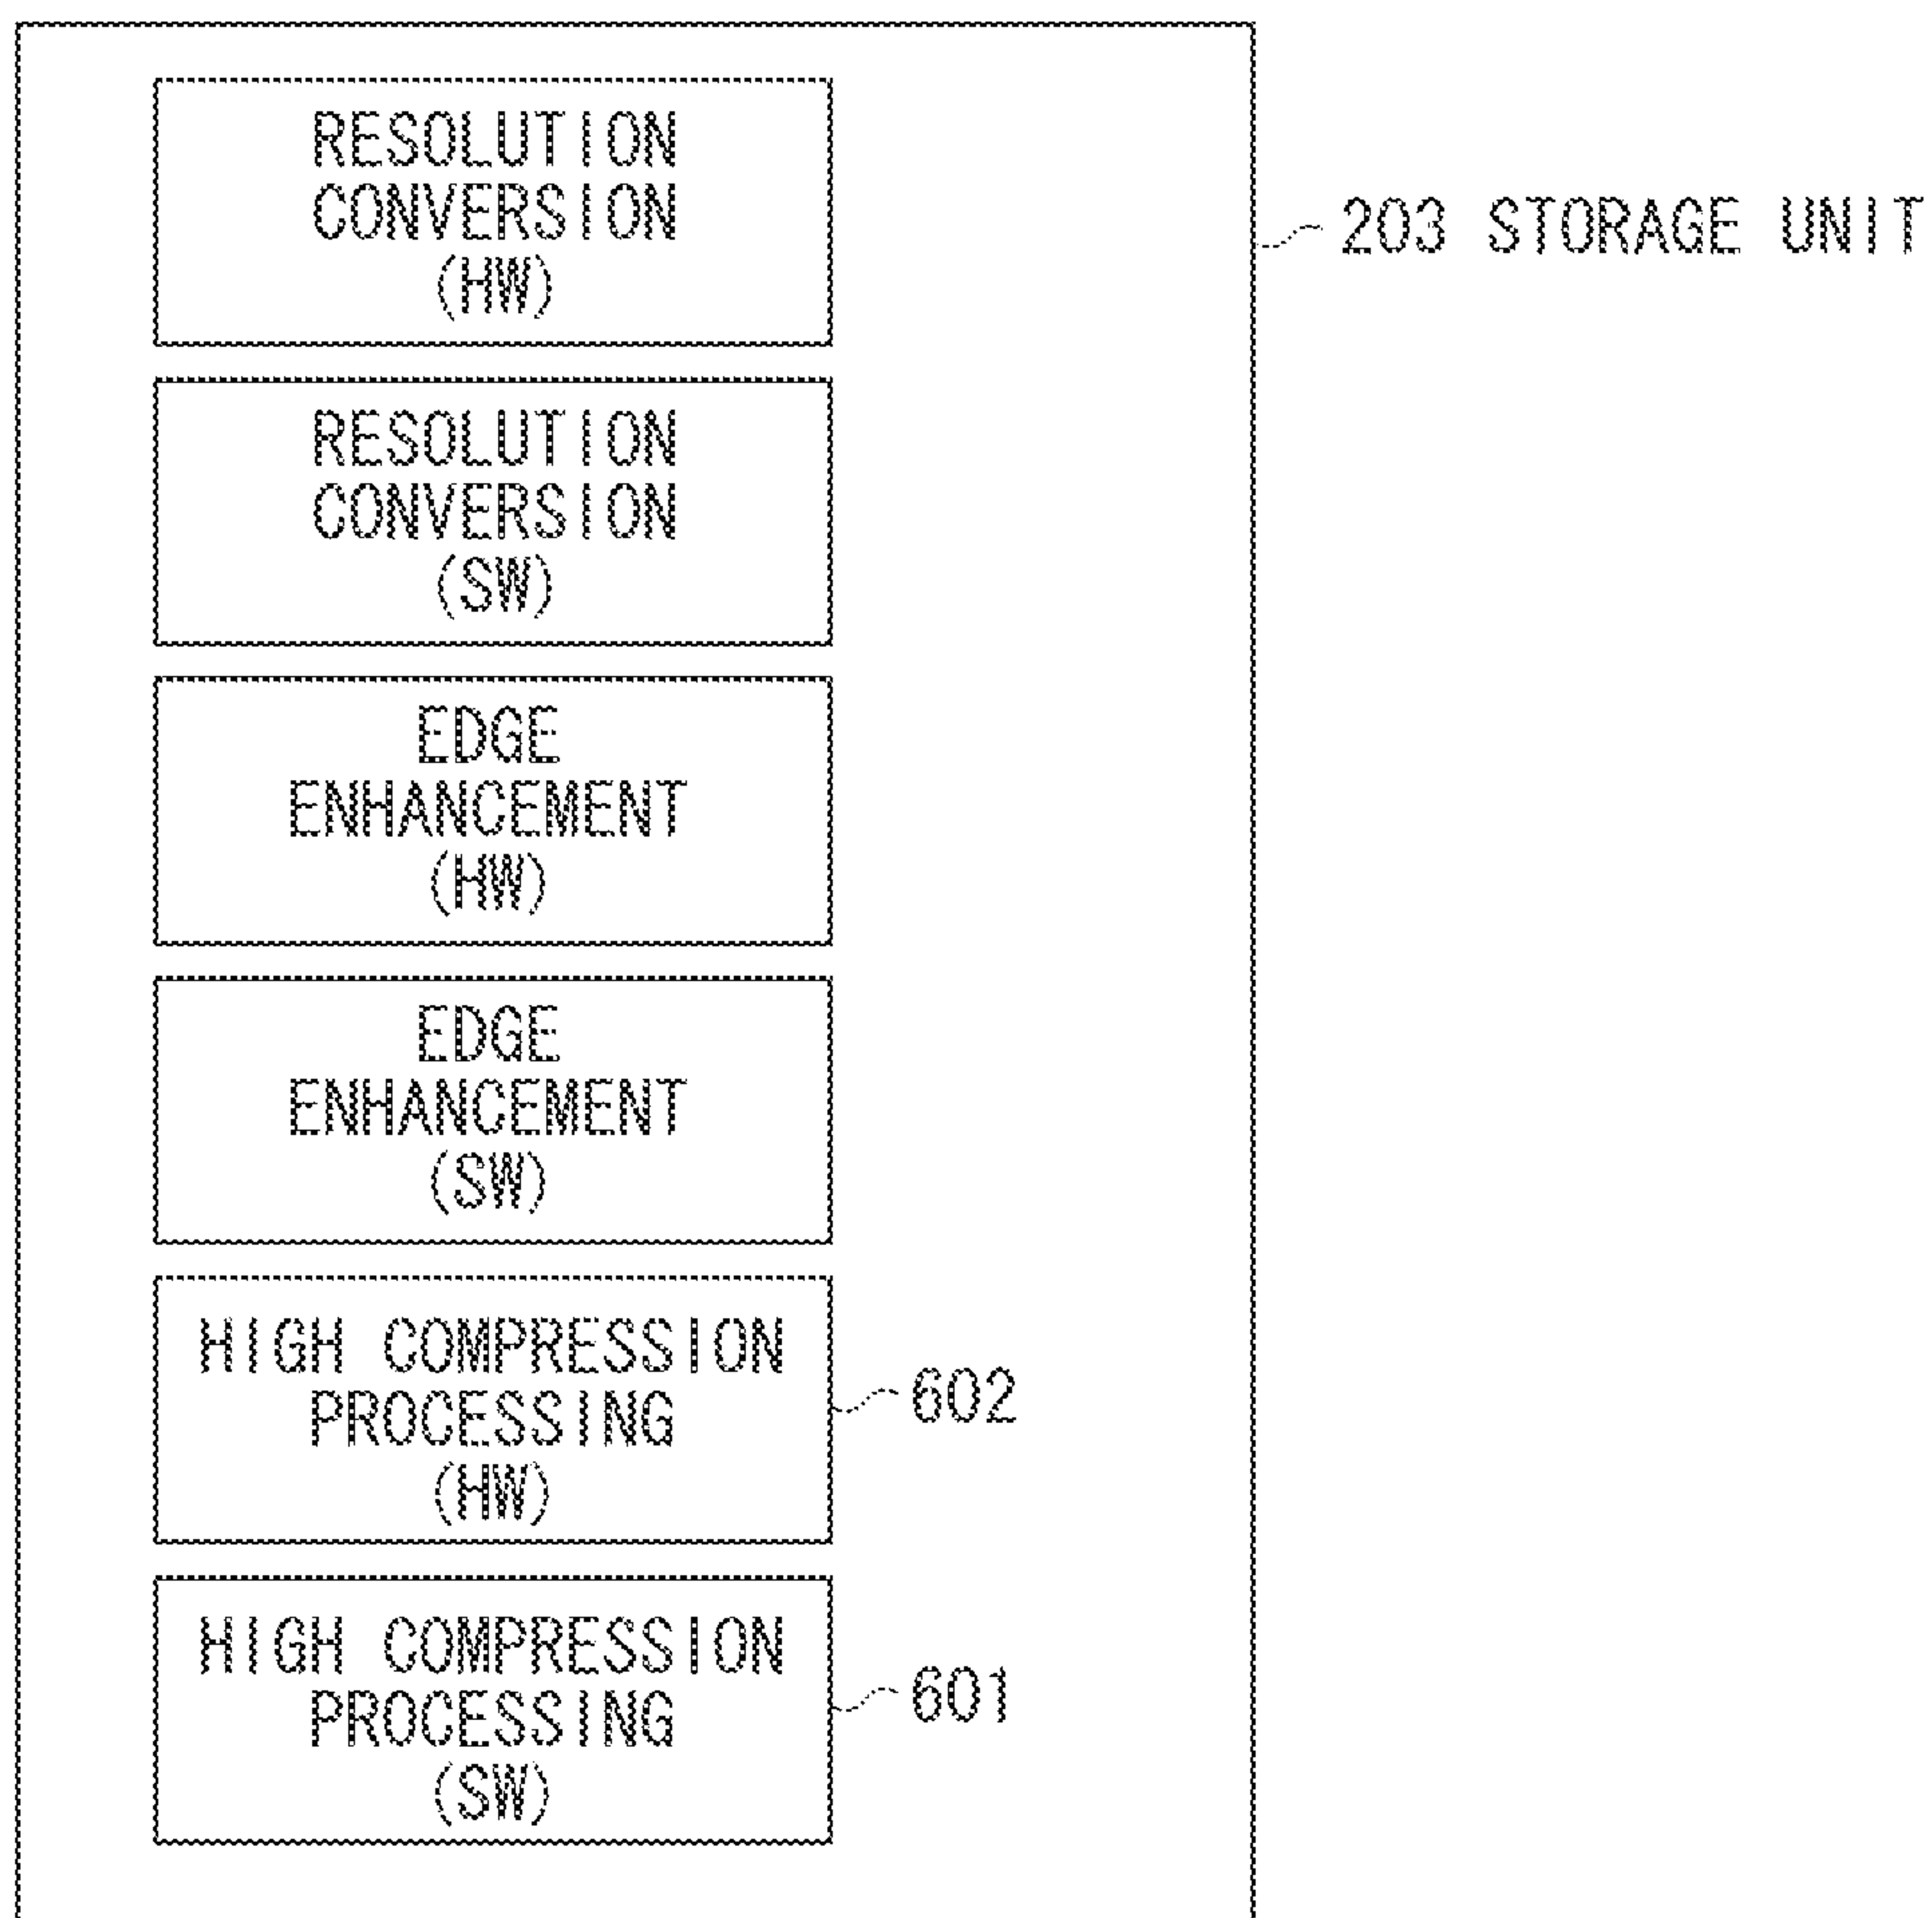 RESOLUTION
CONVERSION
(HW)
203 STORAGE UNIT
RESOLUTION
CONVERSION
(SW)
EDGE
ENHANCEMENT
(HW)
EDGE
ENHANCEMENT
(SW)
HIGH COMPRESSION
PROCESSING
(HW)
602
HIGH COMPRESSION
PROCESSING
(SW)
601